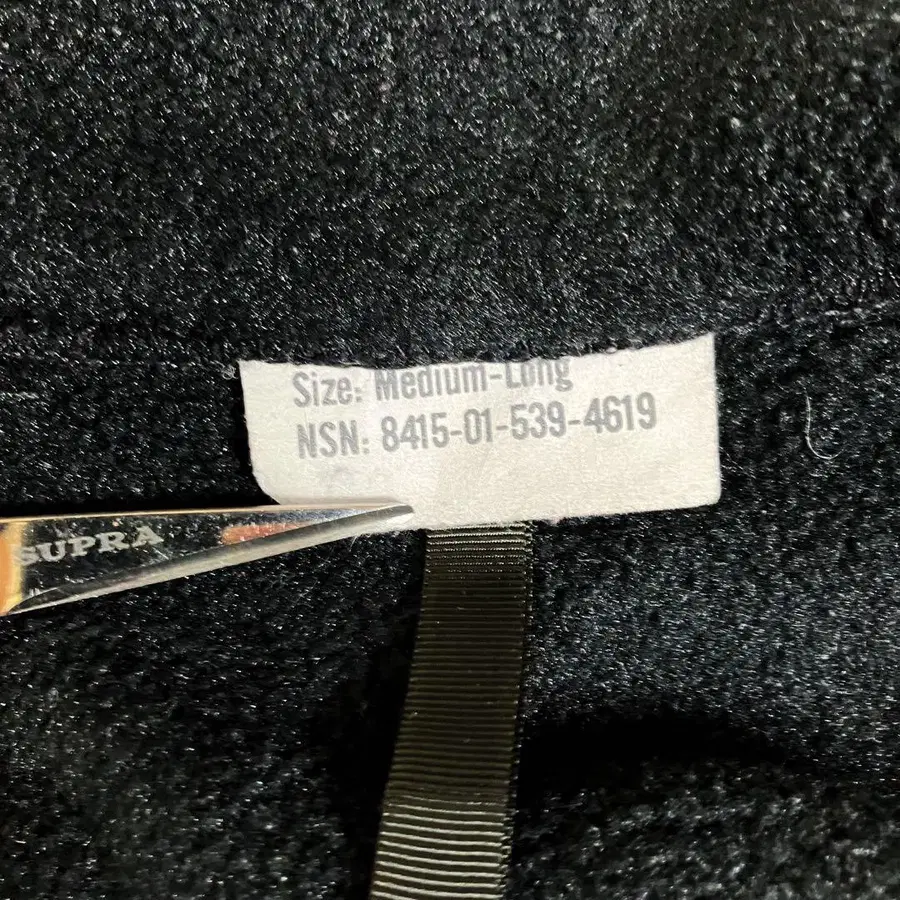 Size: Medium-Long
NSN: 8415-01-539-4619
SUPRA